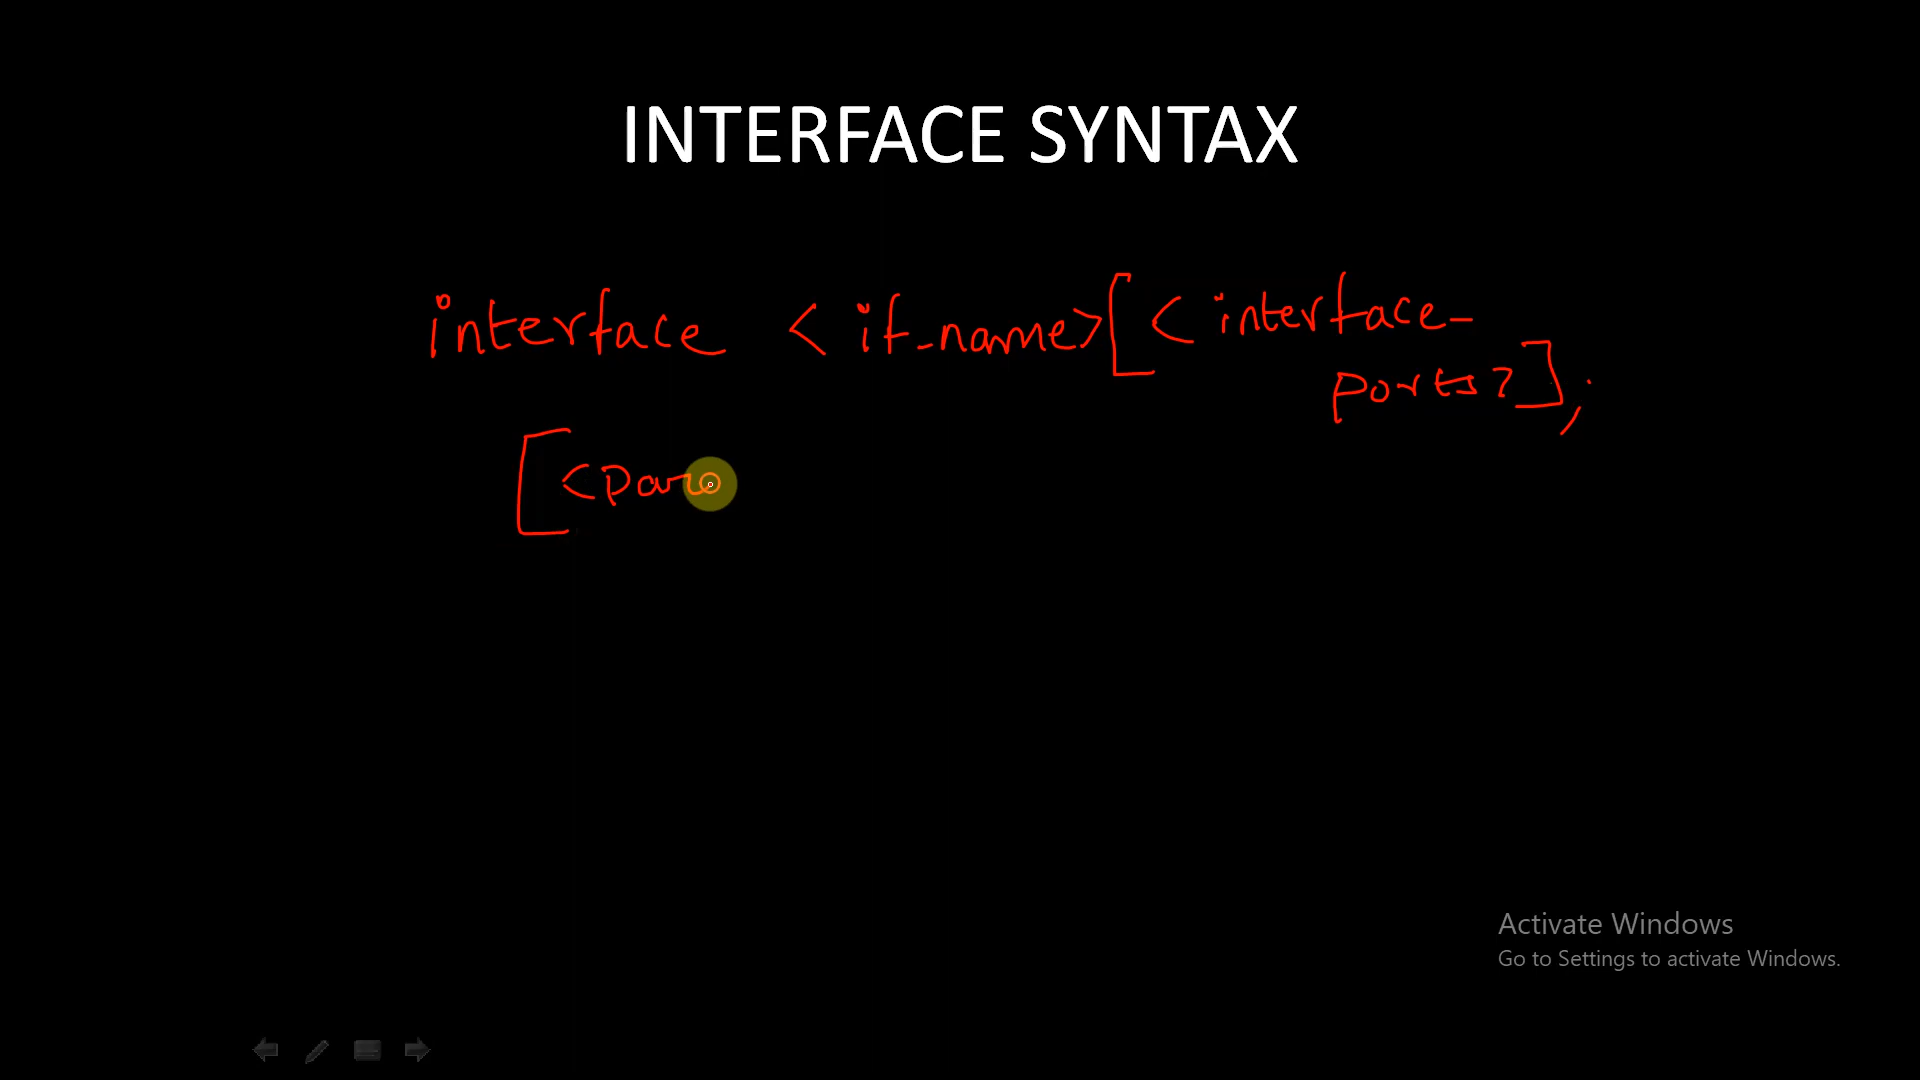 INTERFACE SYNTAX
interface <if_name>[<interface-
ports>];
[<para
Activate Windows
Go to Settings to activate Windows.